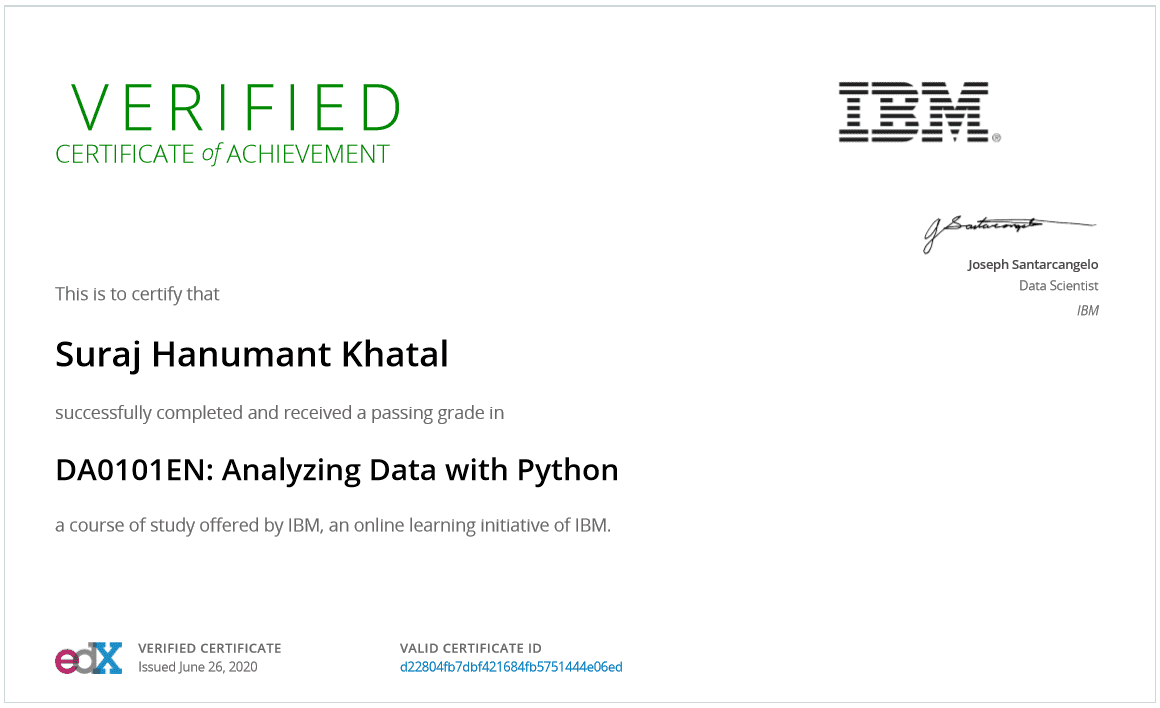 VERIFIED
CERTIFICATE of ACHIEVEMENT
IBM®
J Santarcangelo
Joseph Santarcangelo
Data Scientist
IBM
This is to certify that
Suraj Hanumant Khatal
successfully completed and received a passing grade in
DA0101EN: Analyzing Data with Python
a course of study offered by IBM, an online learning initiative of IBM.
edX
VERIFIED CERTIFICATE
Issued June 26, 2020
VALID CERTIFICATE ID
d22804fb7dbf421684fb5751444e06ed